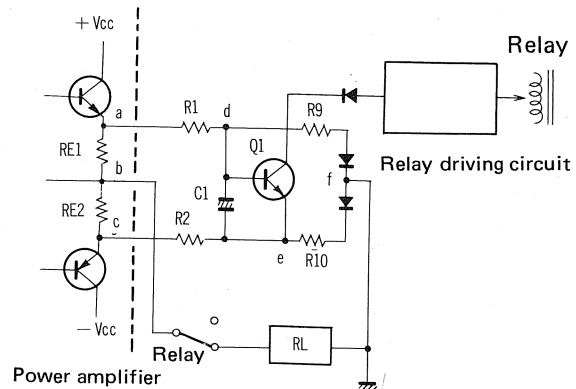 + Vcc
Relay
a
R1
d
R9
RE1
Q1
Relay driving circuit
b
f
C1
RE2
c
R2
e
R10
− Vcc
Relay
RL
Power amplifier